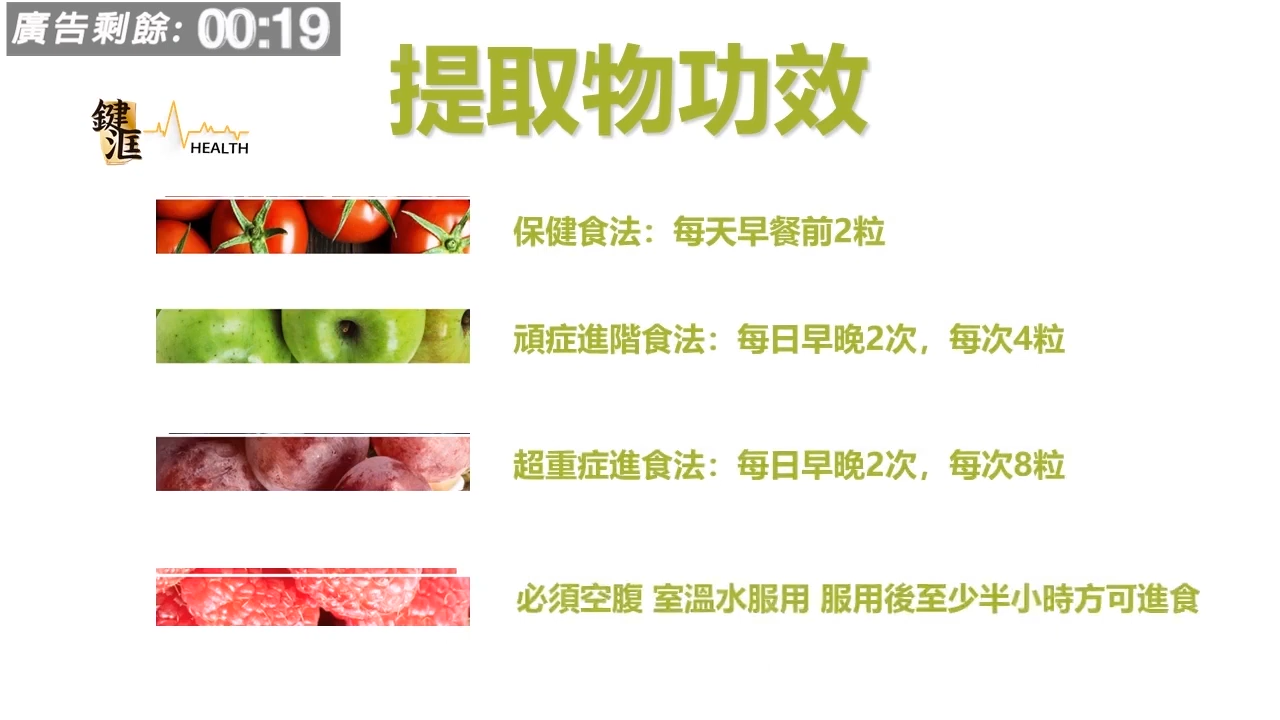 廣告剩餘: 00:19
提取物功效
鍵
滙
HEALTH
保健食法：每天早餐前2粒
頑症進階食法：每日早晚2次，每次4粒
超重症進食法：每日早晚2次，每次8粒
必須空腹 室溫水服用 服用後至少半小時方可進食